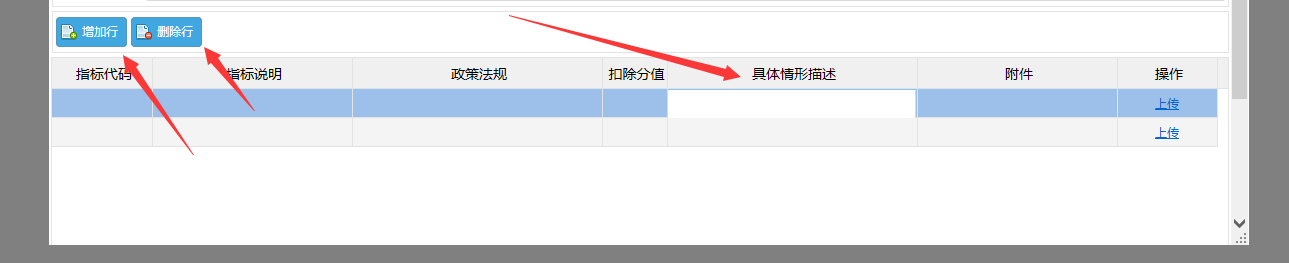 增加行 删除行
指标代码 指标说明 政策法规 扣除分值 具体情形描述 附件 操作
上传
上传